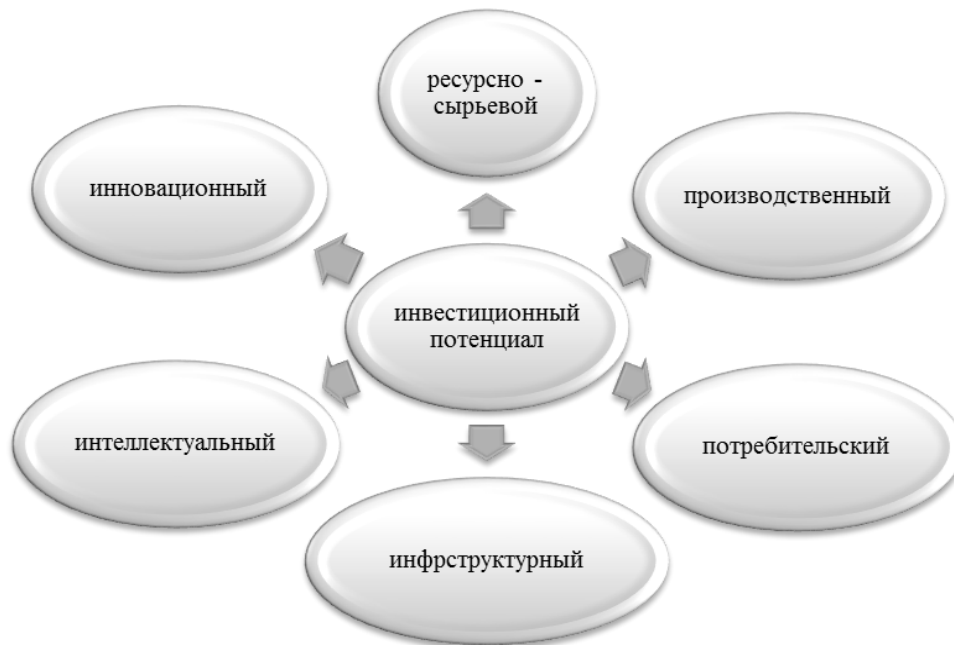 ресурсно -
сырьевой
инновационный
производственный
инвестиционный
потенциал
интеллектуальный
потребительский
инфрструктурный